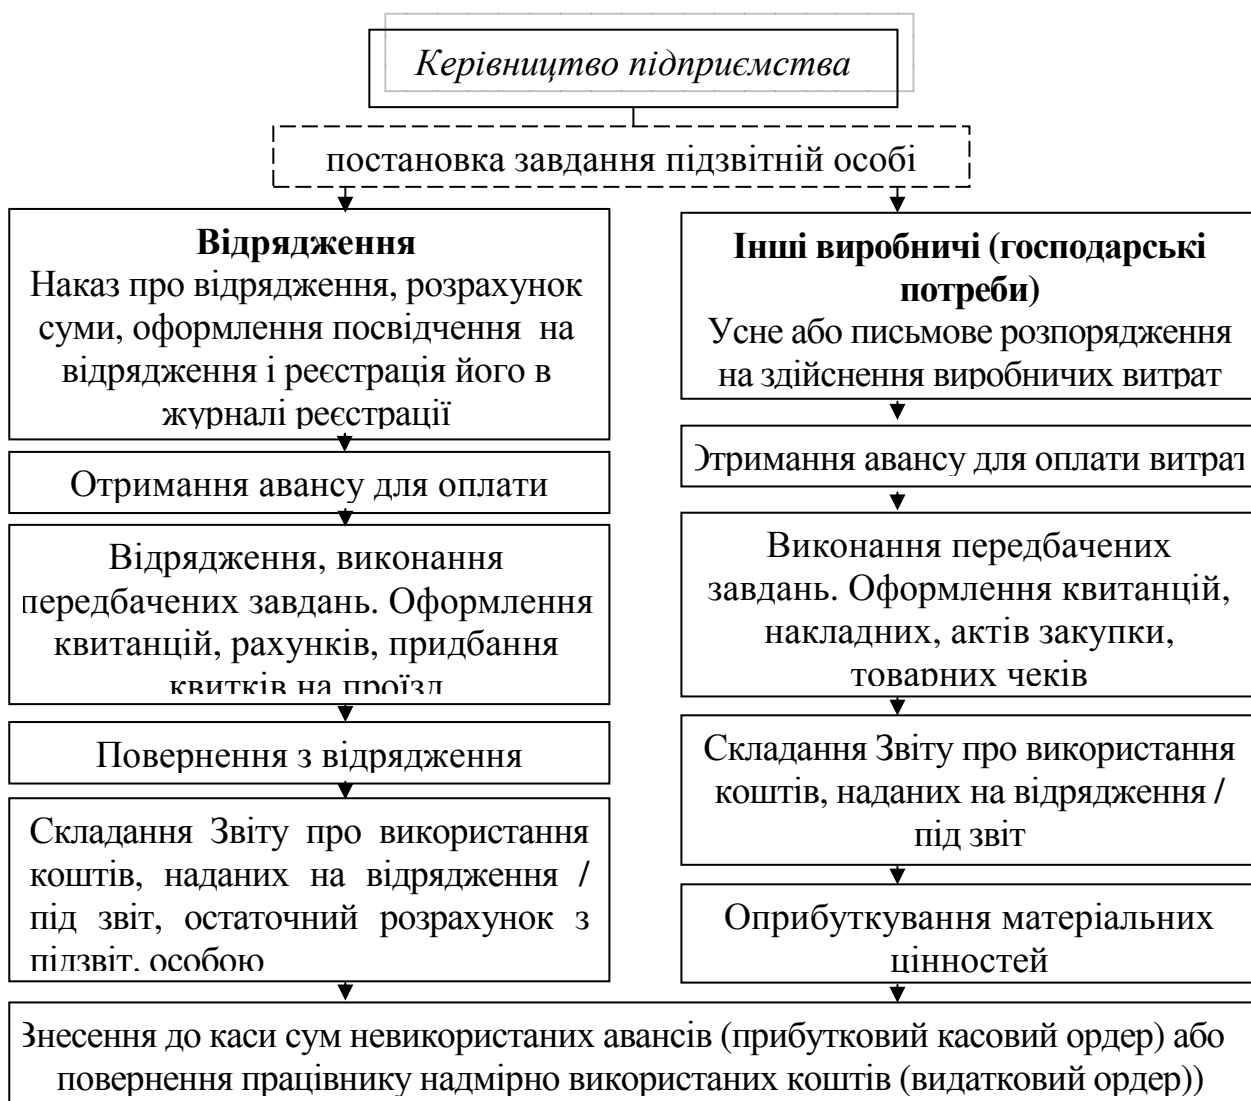 Керівництво підприємства
постановка завдання підзвітній особі
Відрядження
Наказ про відрядження, розрахунок
суми, оформлення посвідчення на
відрядження і реєстрація його в
журналі реєстрації
Отримання авансу для оплати
Відрядження, виконання
передбачених завдань. Оформлення
квитанцій, рахунків, придбання
квитків на проїзд
Повернення з відрядження
Складання Звіту про використання
коштів, наданих на відрядження /
під звіт, остаточний розрахунок з
підзвіт. особою
Інші виробничі (господарські
потреби)
Усне або письмове розпорядження
на здійснення виробничих витрат
Отримання авансу для оплати витрат
Виконання передбачених
завдань. Оформлення квитанцій,
накладних, актів закупки,
товарних чеків
Складання Звіту про використання
коштів, наданих на відрядження /
під звіт
Оприбуткування матеріальних
цінностей
Внесення до каси сум невикористаних авансів (прибутковий касовий ордер) або
повернення працівнику надмірно використаних коштів (видатковий ордер))